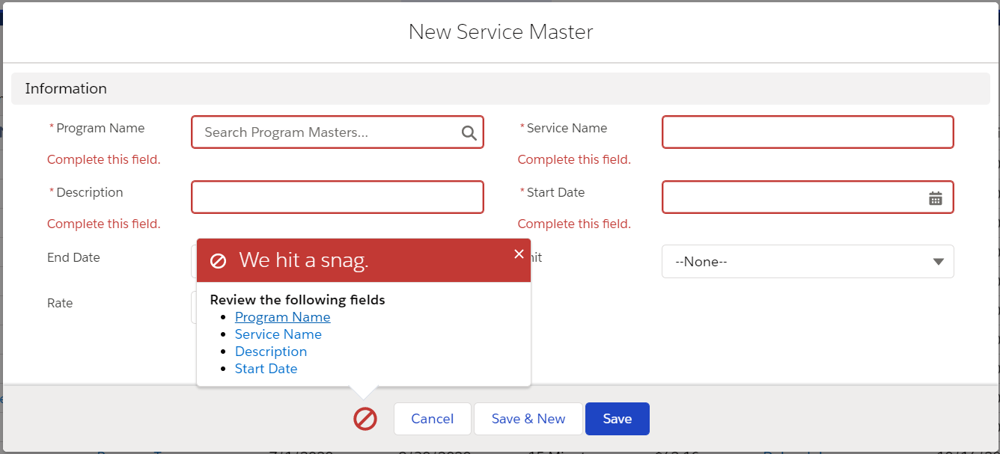 New Service Master
Information
* Program Name
Search Program Masters...
Complete this field.
* Service Name
Complete this field.
* Description
Complete this field.
* Start Date
Complete this field.
End Date
--None--
Rate
We hit a snag.
Review the following fields
• Program Name
• Service Name
• Description
• Start Date
Cancel
Save & New
Save